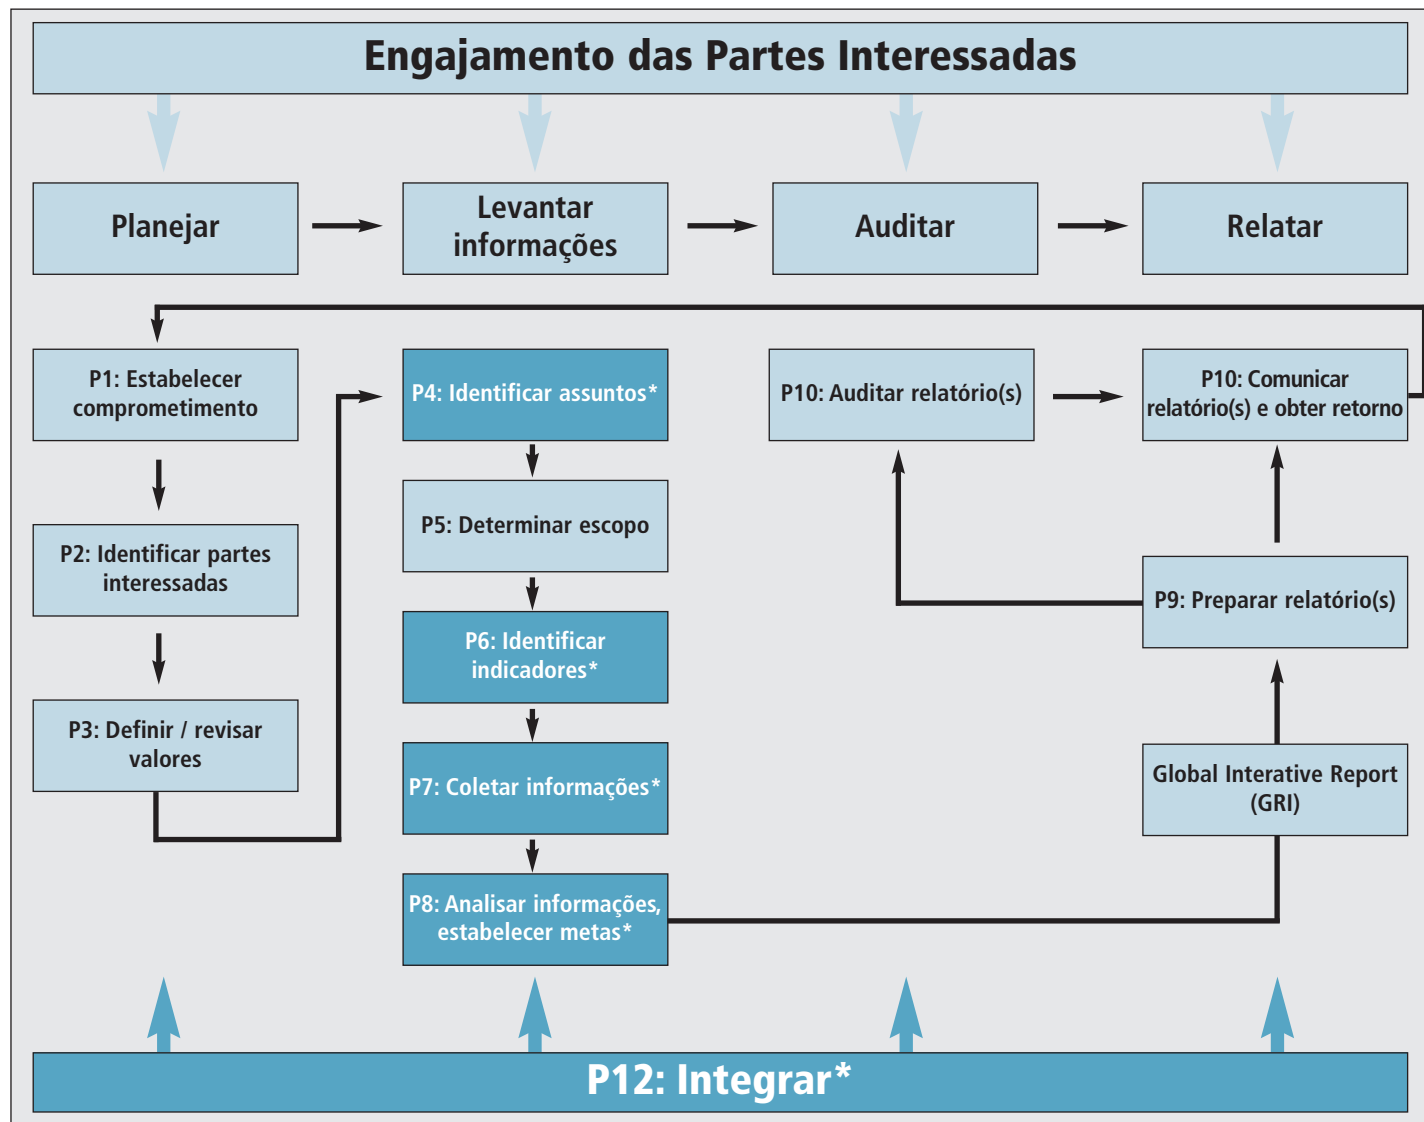 Engajamento das Partes Interessadas
Planejar
Levantar
informações
Auditar
Relatar
P1: Estabelecer
comprometimento
P2: Identificar partes
interessadas
P3: Definir / revisar
valores
P4: Identificar assuntos*
P5: Determinar escopo
P6: Identificar
indicadores*
P7: Coletar informações*
P8: Analisar informações,
estabelecer metas*
P10: Auditar relatório(s)
P10: Comunicar
relatório(s) e obter retorno
P9: Preparar relatório(s)
Global Interative Report
(GRI)
P12: Integrar*